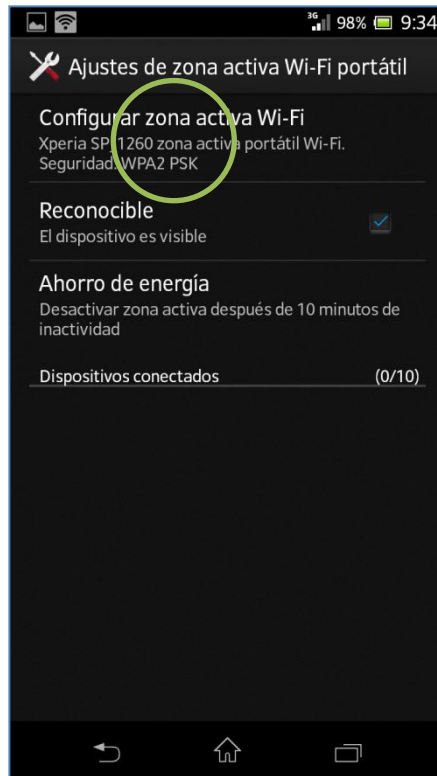 3G 98% 9:34
Ajustes de zona activa Wi-Fi portátil
Configurar zona activa Wi-Fi
Xperia SP_1260 zona activa portátil Wi-Fi.
Seguridad: WPA2 PSK
Reconocible
El dispositivo es visible
Ahorro de energía
Desactivar zona activa después de 10 minutos de
inactividad
Dispositivos conectados (0/10)